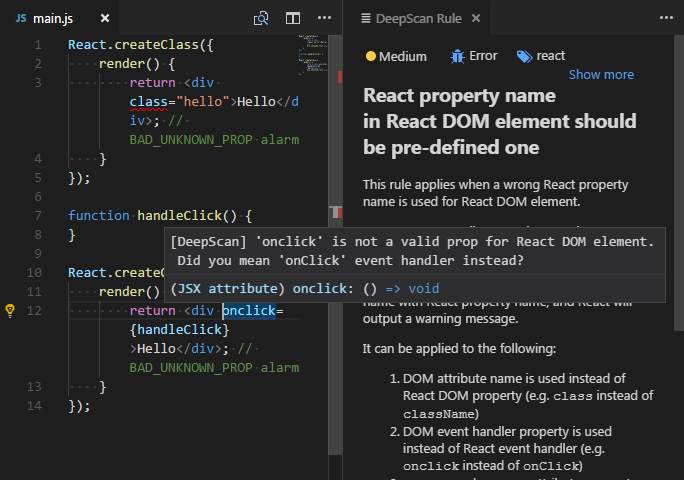 JS main.js ×
DeepScan Rule ×
1 React.createClass({
2 ····render() {
3 ········return <div
class="hello">Hello</d
iv>; //
BAD_UNKNOWN_PROP alarm
4 ····}
5 });
6
7 function handleClick() {
8 }
9
10 React.c
11 ····render()
12 ········return <div onclick=
{handleClick}
>Hello</div>; //
BAD_UNKNOWN_PROP alarm
13 ····}
14 });
[DeepScan] 'onclick' is not a valid prop for React DOM element.
Did you mean 'onClick' event handler instead?
(JSX attribute) onclick: () => void
Medium Error react
Show more
React property name
in React DOM element should
be pre-defined one
This rule applies when a wrong React property
name is used for React DOM element.
name with React property name, and React will
output a warning message.
It can be applied to the following:
1. DOM attribute name is used instead of
React DOM property (e.g. class instead of
className)
2. DOM event handler property is used
instead of React event handler (e.g.
onclick instead of onClick)